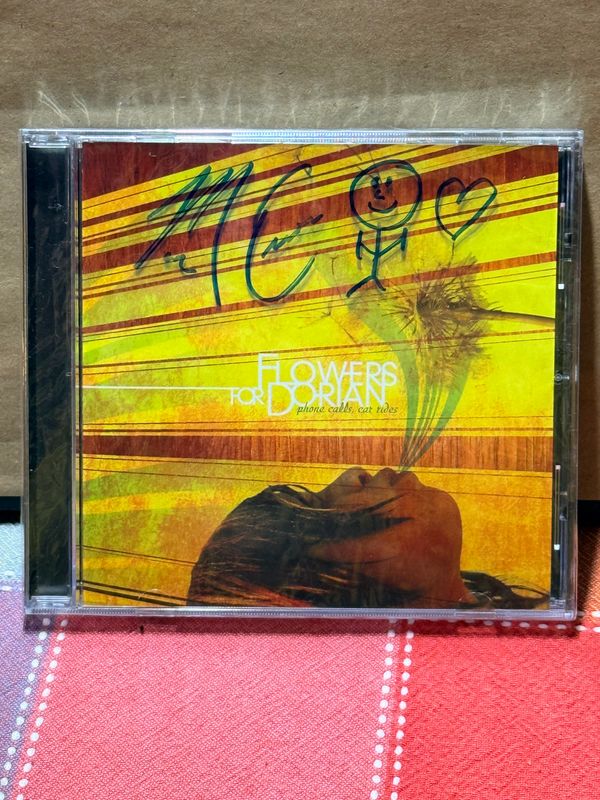 FLOWERS
FOR DORIAN
phone calls, car rides